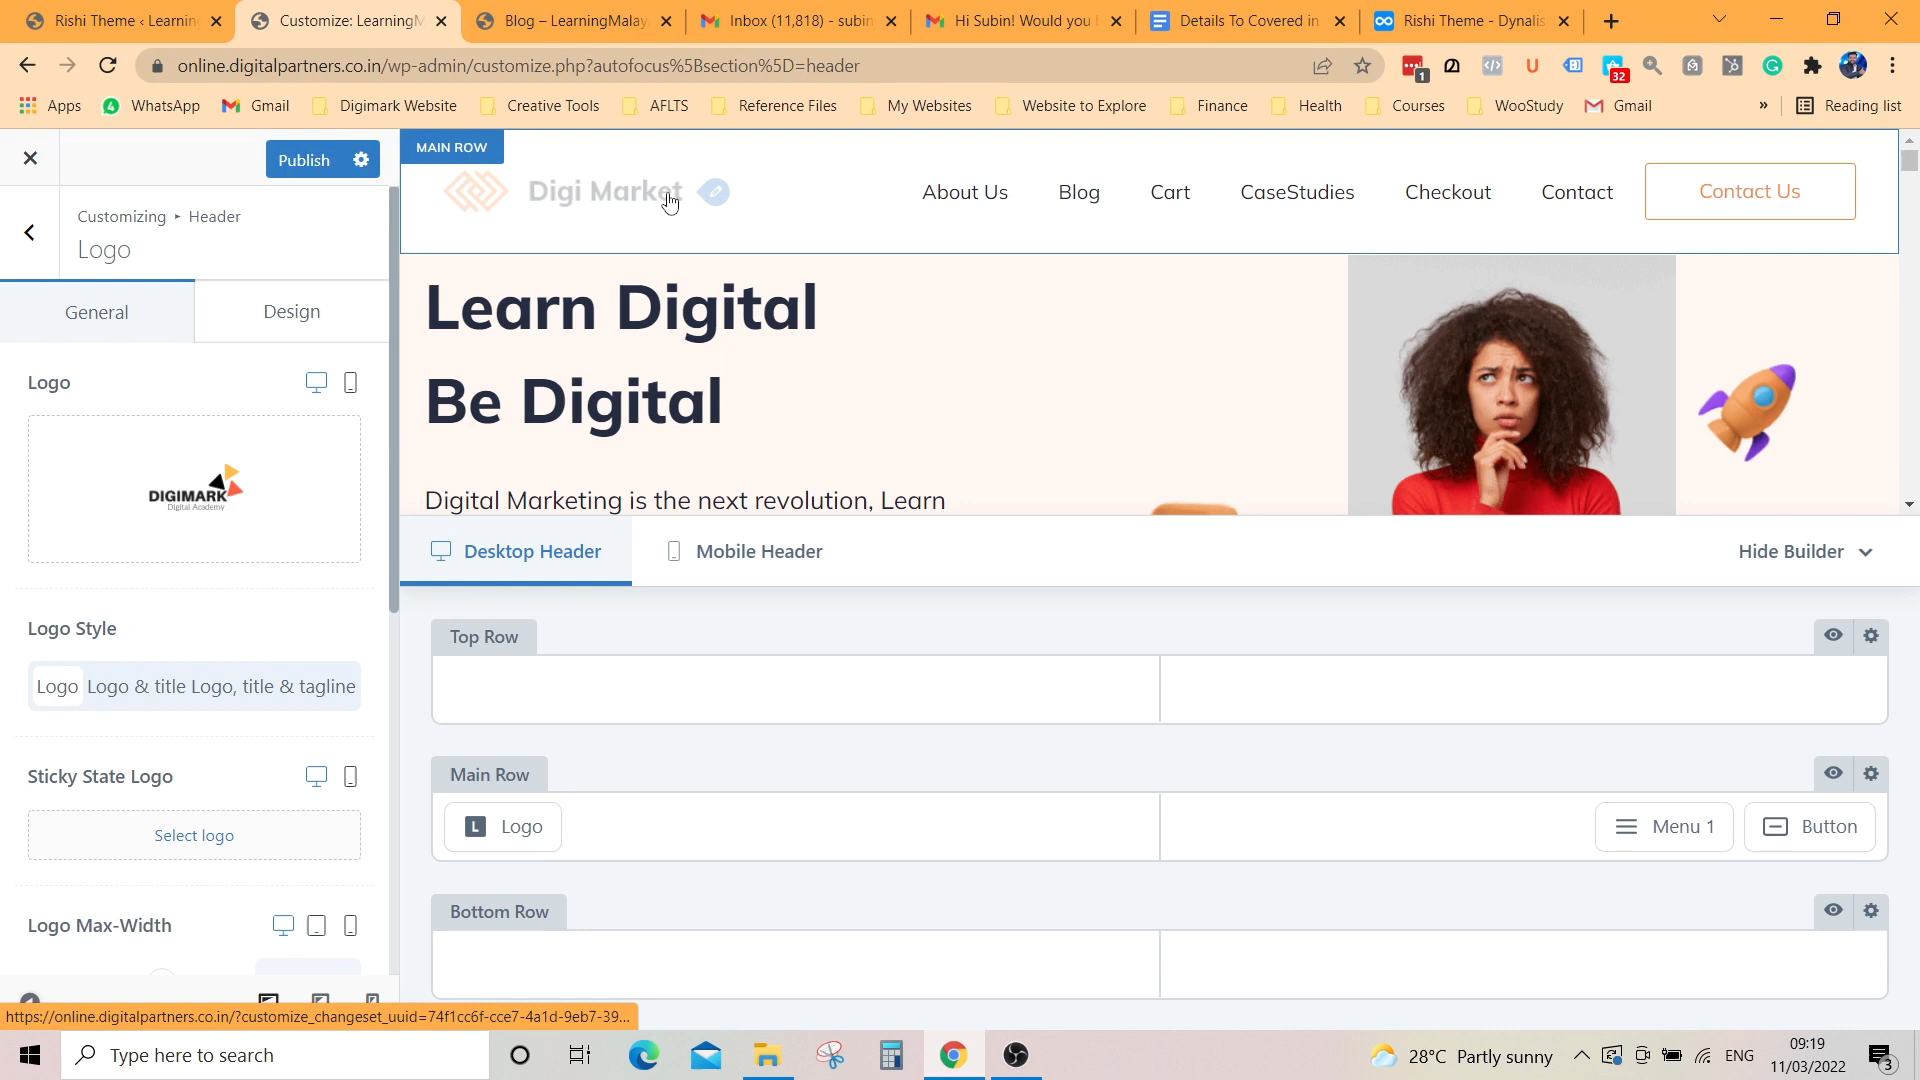 Rishi Theme ‹ Learnin
Customize: LearningM
Blog – LearningMalay
Inbox (11,818) - subin
Hi Subin! Would you
Details To Covered in
Rishi Theme - Dynalis
online.digitalpartners.co.in/wp-admin/customize.php?autofocus%5Bsection%5D=header
1
32
Apps
WhatsApp
Gmail
Digimark Website
Creative Tools
AFLTS
Reference Files
My Websites
Website to Explore
Finance
Health
Courses
WooStudy
Gmail
»
Reading list
Publish
Customizing ▸ Header
Logo
General
Design
Logo
DIGIMARK
Digital Academy
Logo Style
Logo Logo & title Logo, title & tagline
Sticky State Logo
Select logo
Logo Max-Width
MAIN ROW
Digi Market
About Us
Blog
Cart
CaseStudies
Checkout
Contact
Contact Us
Learn Digital
Be Digital
Digital Marketing is the next revolution, Learn
Desktop Header
Mobile Header
Hide Builder
Top Row
Main Row
L Logo
Menu 1
Button
Bottom Row
https://online.digitalpartners.co.in/?customize_changeset_uuid=74f1cc6f-cce7-4a1d-9eb7-39...
Type here to search
28°C Partly sunny
ENG
09:19
11/03/2022
3